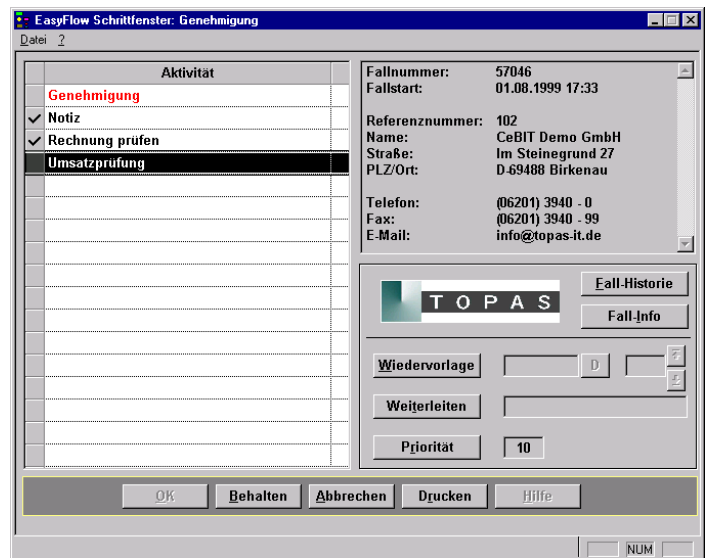 EasyFlow Schrittfenster: Genehmigung
Datei ?
Aktivität
Genehmigung
Notiz
Rechnung prüfen
Umsatzprüfung
Fallnummer: 57046
Fallstart: 01.08.1999 17:33
Referenznummer: 102
Name: CeBIT Demo GmbH
Straße: Im Steinegrund 27
PLZ/Ort: D-69488 Birkenau
Telefon: (06201) 3940 - 0
Fax: (06201) 3940 - 99
E-Mail: info@topas-it.de
TOPAS
Fall-Historie
Fall-Info
Wiedervorlage D
Weiterleiten
Priorität 10
OK Behalten Abbrechen Drucken Hilfe
NUM